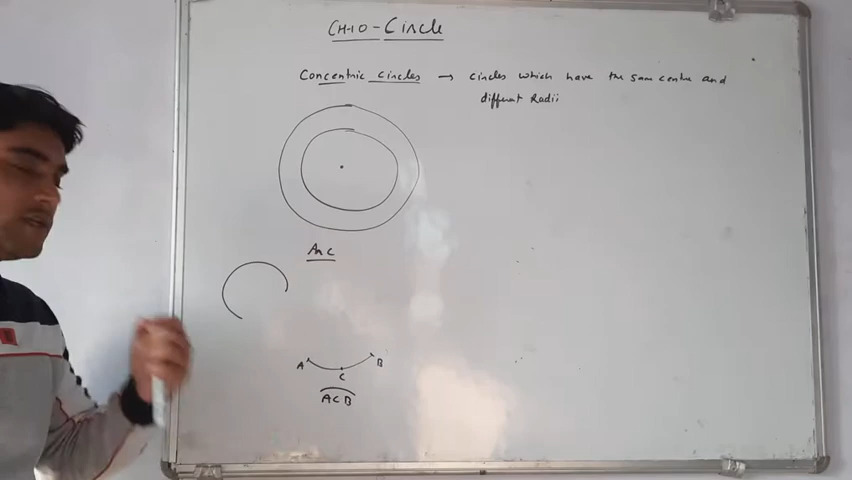 CH-10 - Circle
Concentric circles → circles which have the same centre and
different Radii
Arc
A B
C
ACB